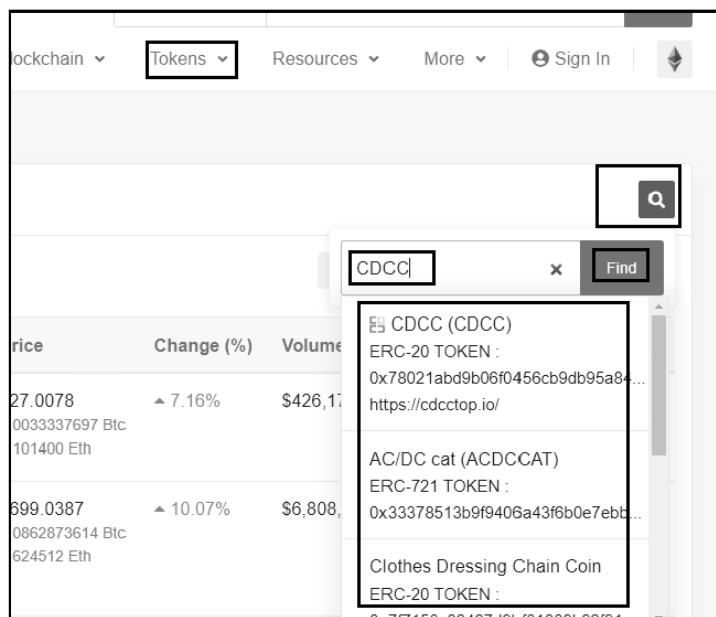 lockchain
Tokens
Resources
More
Sign In
CDCC
Find
rice
Change (%)
Volume
27.0078
7.16%
$426,17
0033337697 Btc
101400 Eth
699.0387
10.07%
$6,808,
0862873614 Btc
624512 Eth
CDCC (CDCC)
ERC-20 TOKEN :
0x78021abd9b06f0456cb9db95a84...
https://cdcctop.io/
AC/DC cat (ACDCCAT)
ERC-721 TOKEN :
0x33378513b9f9406a43f6b0e7ebb...
Clothes Dressing Chain Coin
ERC-20 TOKEN :